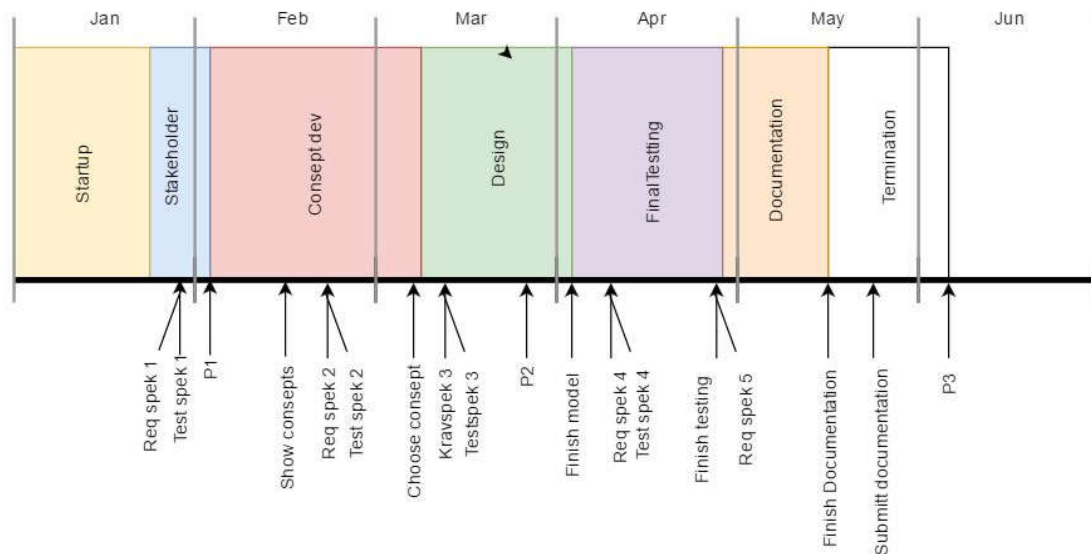 Jan
Feb
Mar
Apr
May
Jun
Startup
Stakeholder
Consept dev
Design
FinalTestting
Documentation
Termination
Req spek 1
Test spek 1
P1
Show consepts
Req spek 2
Test spek 2
Choose consept
Kravspek 3
Testspek 3
P2
Finish model
Req spek 4
Test spek 4
Finish testing
Req spek 5
Finish Documentation
Submitt documentation
P3